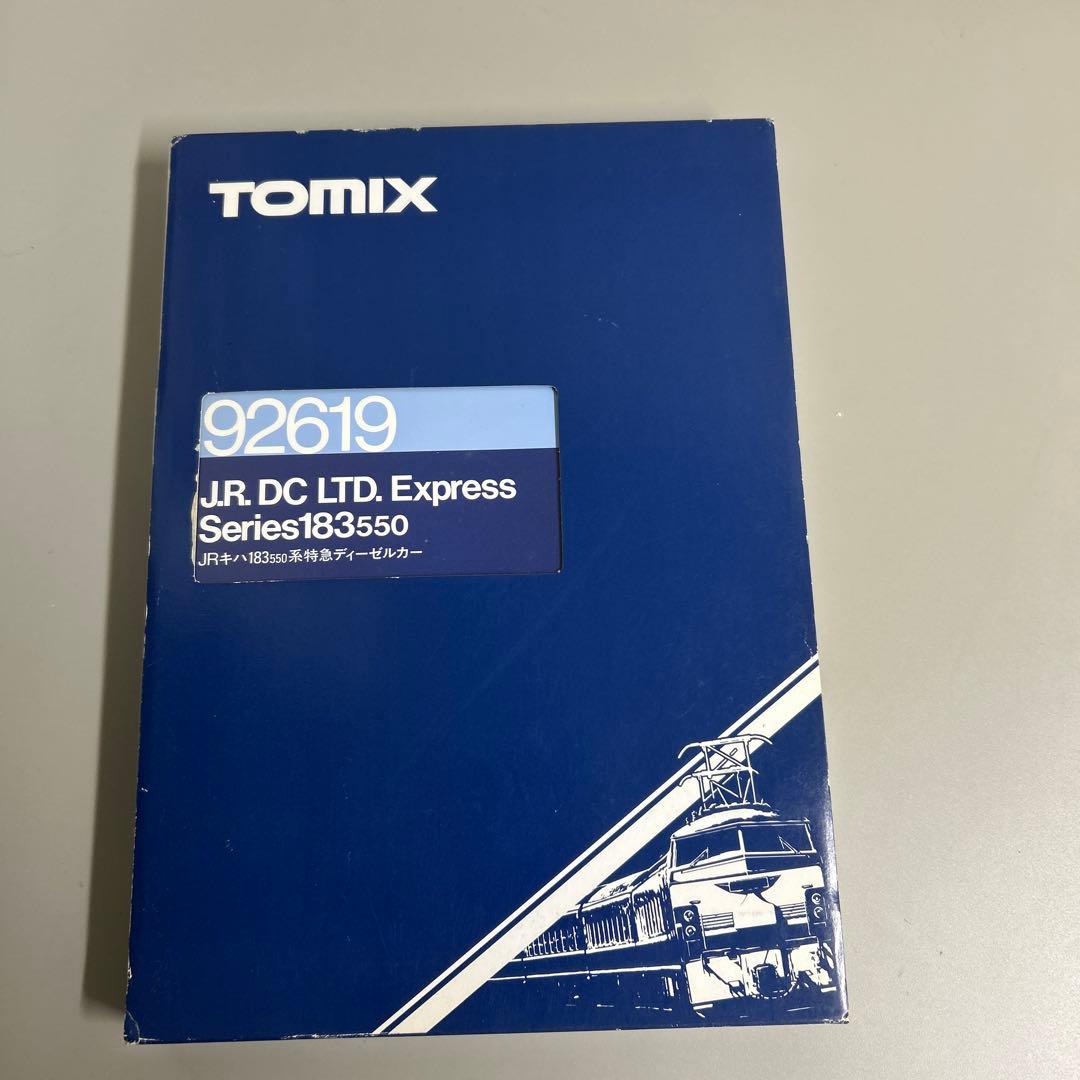 TOMIX
92619
J.R. DC LTD. Express
Series183550
JRキハ183550系特急ディーゼルカー